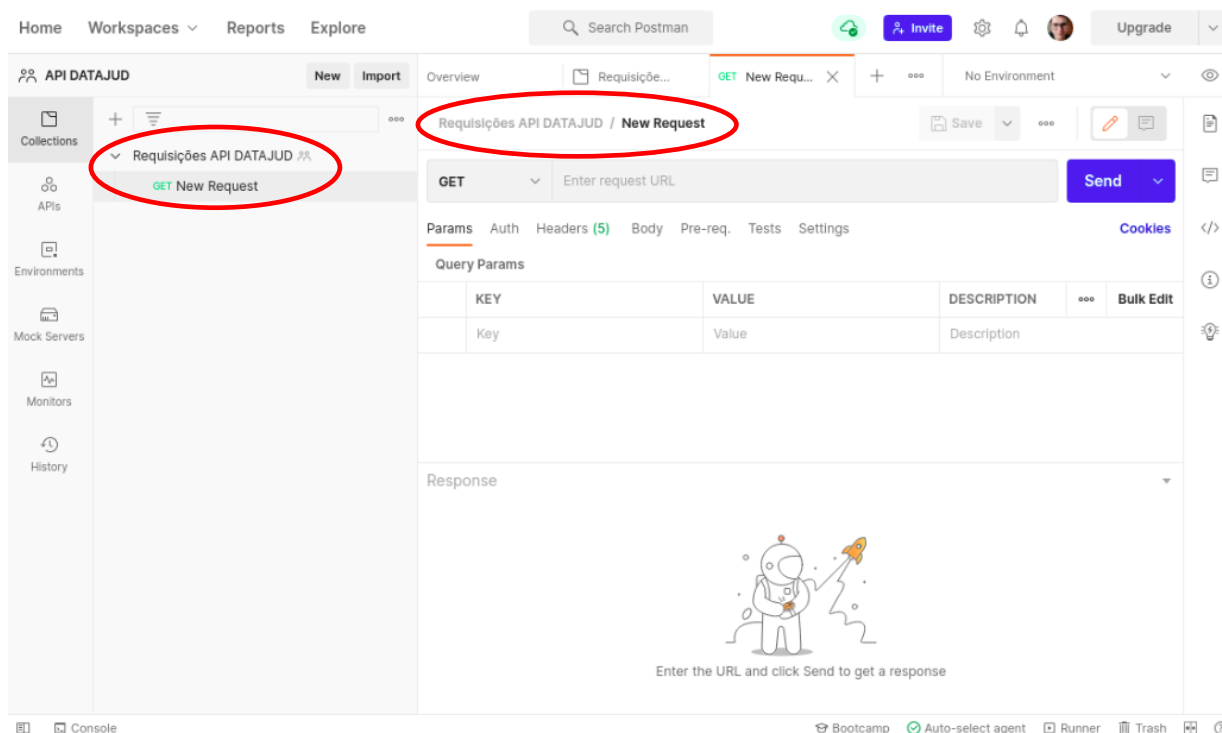 Home Workspaces Reports Explore Search Postman Invite Upgrade
API DATAJUD New Import Overview Requisiçõe... GET New Requ... No Environment
Collections
Requisições API DATAJUD / New Request Save
Requisições API DATAJUD
GET New Request
GET Enter request URL Send
APIs
Params Auth Headers (5) Body Pre-req. Tests Settings Cookies
Environments
Query Params
KEY VALUE DESCRIPTION Bulk Edit
Mock Servers
Key Value Description
Monitors
History
Response
Enter the URL and click Send to get a response
Console Bootcamp Auto-select agent Runner Trash